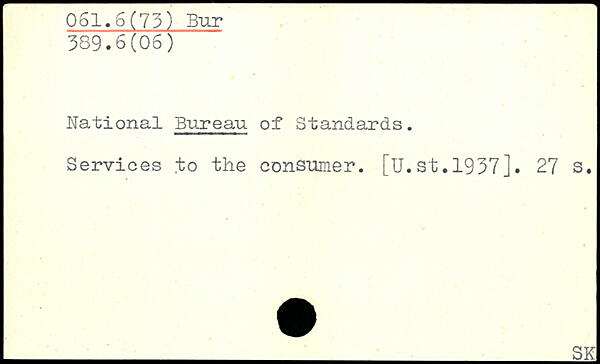 061.6(73) Bur
389.6(06)
National Bureau of Standards.
Services to the consumer. [U.st.1937]. 27 s.
SK